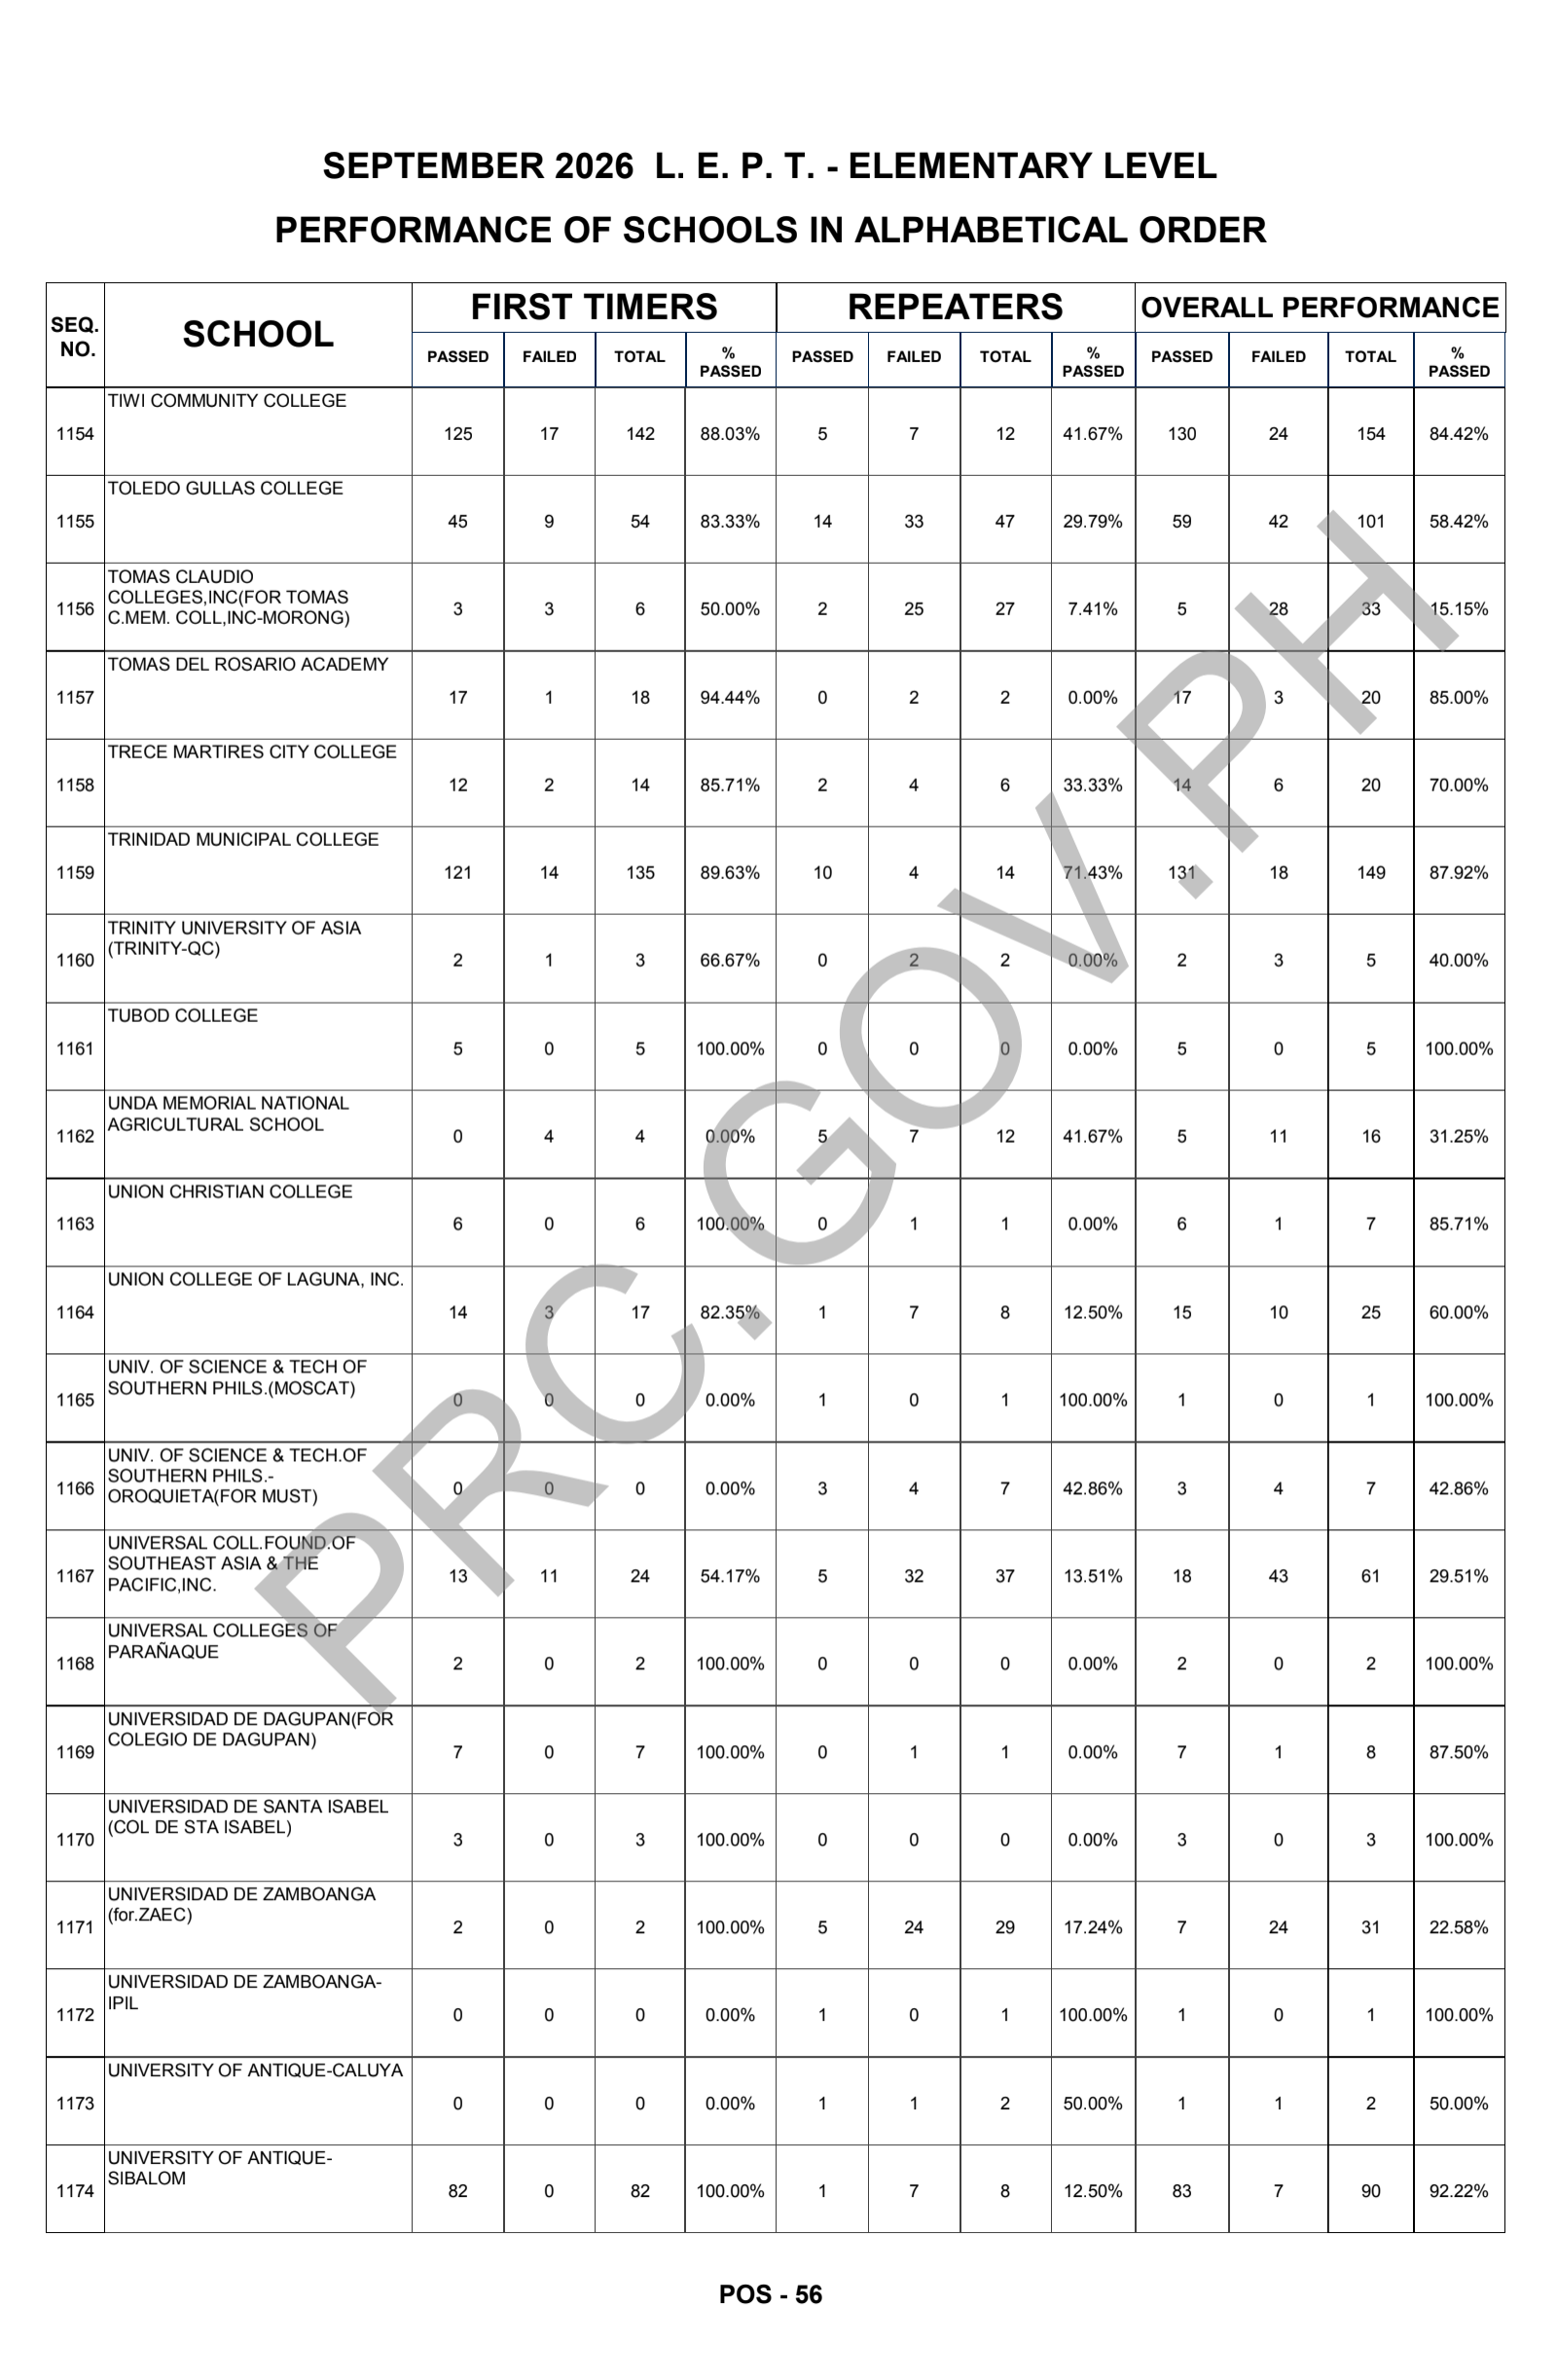 SEPTEMBER 2026 L. E. P. T. - ELEMENTARY LEVEL
PERFORMANCE OF SCHOOLS IN ALPHABETICAL ORDER
SEQ. NO. SCHOOL FIRST TIMERS REPEATERS OVERALL PERFORMANCE
PASSED FAILED TOTAL % PASSED PASSED FAILED TOTAL % PASSED PASSED FAILED TOTAL % PASSED
TIWI COMMUNITY COLLEGE
1154 125 17 142 88.03% 5 7 12 41.67% 130 24 154 84.42%
TOLEDO GULLAS COLLEGE
1155 45 9 54 83.33% 14 33 47 29.79% 59 42 101 58.42%
TOMAS CLAUDIO
COLLEGES,INC(FOR TOMAS
C.MEM. COLL,INC-MORONG)
1156 3 3 6 50.00% 2 25 27 7.41% 5 28 33 15.15%
TOMAS DEL ROSARIO ACADEMY
1157 17 1 18 94.44% 0 2 2 0.00% 17 3 20 85.00%
TRECE MARTIRES CITY COLLEGE
1158 12 2 14 85.71% 2 4 6 33.33% 14 6 20 70.00%
TRINIDAD MUNICIPAL COLLEGE
1159 121 14 135 89.63% 10 4 14 71.43% 131 18 149 87.92%
TRINITY UNIVERSITY OF ASIA
(TRINITY-QC)
1160 2 1 3 66.67% 0 2 2 0.00% 2 3 5 40.00%
TUBOD COLLEGE
1161 5 0 5 100.00% 0 0 0 0.00% 5 0 5 100.00%
UNDA MEMORIAL NATIONAL
AGRICULTURAL SCHOOL
1162 0 4 4 0.00% 5 7 12 41.67% 5 11 16 31.25%
UNION CHRISTIAN COLLEGE
1163 6 0 6 100.00% 0 1 1 0.00% 6 1 7 85.71%
UNION COLLEGE OF LAGUNA, INC.
1164 14 3 17 82.35% 1 7 8 12.50% 15 10 25 60.00%
UNIV. OF SCIENCE & TECH OF
SOUTHERN PHILS.(MOSCAT)
1165 0 0 0 0.00% 1 0 1 100.00% 1 0 1 100.00%
UNIV. OF SCIENCE & TECH.OF
SOUTHERN PHILS.-
OROQUIETA(FOR MUST)
1166 0 0 0 0.00% 3 4 7 42.86% 3 4 7 42.86%
UNIVERSAL COLL.FOUND.OF
SOUTHEAST ASIA & THE
PACIFIC,INC.
1167 13 11 24 54.17% 5 32 37 13.51% 18 43 61 29.51%
UNIVERSAL COLLEGES OF
PARAÑAQUE
1168 2 0 2 100.00% 0 0 0 0.00% 2 0 2 100.00%
UNIVERSIDAD DE DAGUPAN(FOR
COLEGIO DE DAGUPAN)
1169 7 0 7 100.00% 0 1 1 0.00% 7 1 8 87.50%
UNIVERSIDAD DE SANTA ISABEL
(COL DE STA ISABEL)
1170 3 0 3 100.00% 0 0 0 0.00% 3 0 3 100.00%
UNIVERSIDAD DE ZAMBOANGA
(for.ZAEC)
1171 2 0 2 100.00% 5 24 29 17.24% 7 24 31 22.58%
UNIVERSIDAD DE ZAMBOANGA-
IPIL
1172 0 0 0 0.00% 1 0 1 100.00% 1 0 1 100.00%
UNIVERSITY OF ANTIQUE-CALUYA
1173 0 0 0 0.00% 1 1 2 50.00% 1 1 2 50.00%
UNIVERSITY OF ANTIQUE-
SIBALOM
1174 82 0 82 100.00% 1 7 8 12.50% 83 7 90 92.22%
PRC.GOV.PH
POS - 56